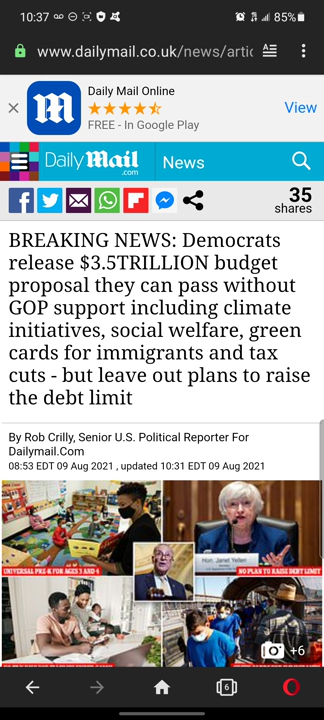 10:37
85%
www.dailymail.co.uk/news/artic
Daily Mail Online
FREE - In Google Play
View
Daily Mail
.com
News
35
shares
BREAKING NEWS: Democrats
release $3.5TRILLION budget
proposal they can pass without
GOP support including climate
initiatives, social welfare, green
cards for immigrants and tax
cuts - but leave out plans to raise
the debt limit
By Rob Crilly, Senior U.S. Political Reporter For
Dailymail.Com
08:53 EDT 09 Aug 2021 , updated 10:31 EDT 09 Aug 2021
Hon. Janet Yellen
UNIVERSAL PRE-K FOR AGES 3 AND 4
NO PLAN TO RAISE DEBT LIMIT
+6
6